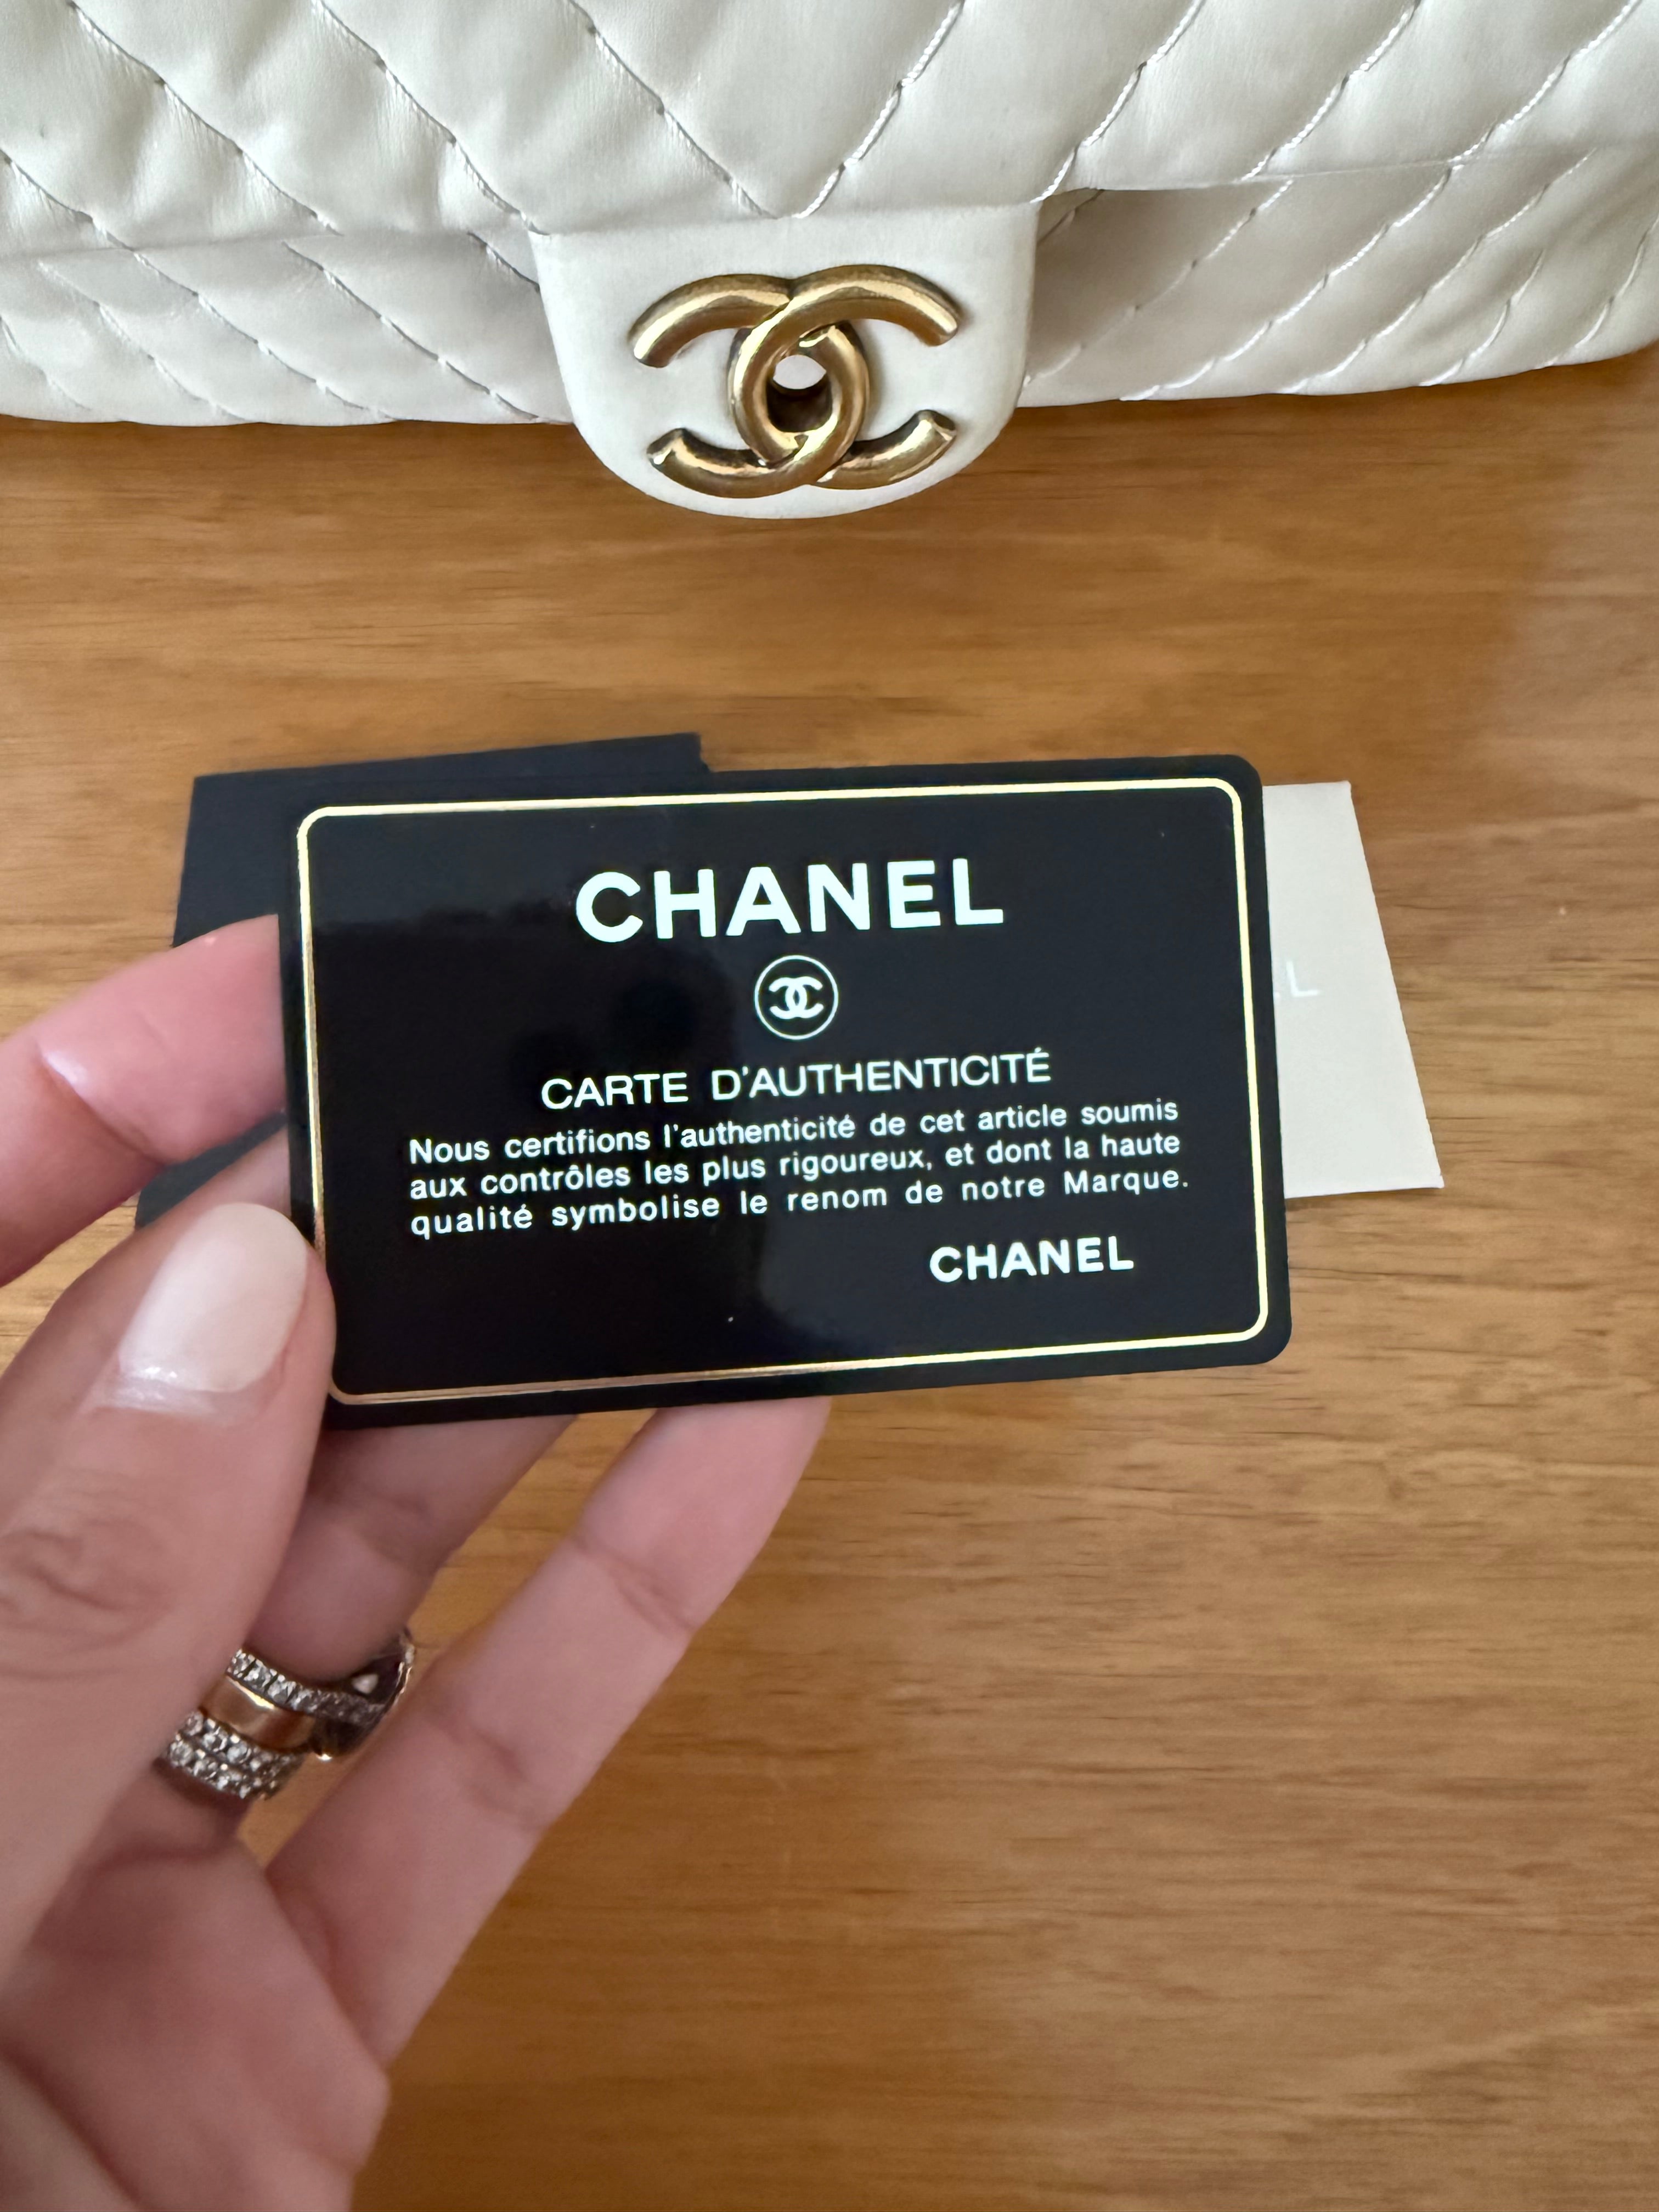 CHANEL
CARTE D'AUTHENTICITÉ
Nous certifions l'authenticité de cet article soumis
aux contrôles les plus rigoureux, et dont la haute
qualité symbolise le renom de notre Marque.
CHANEL
L